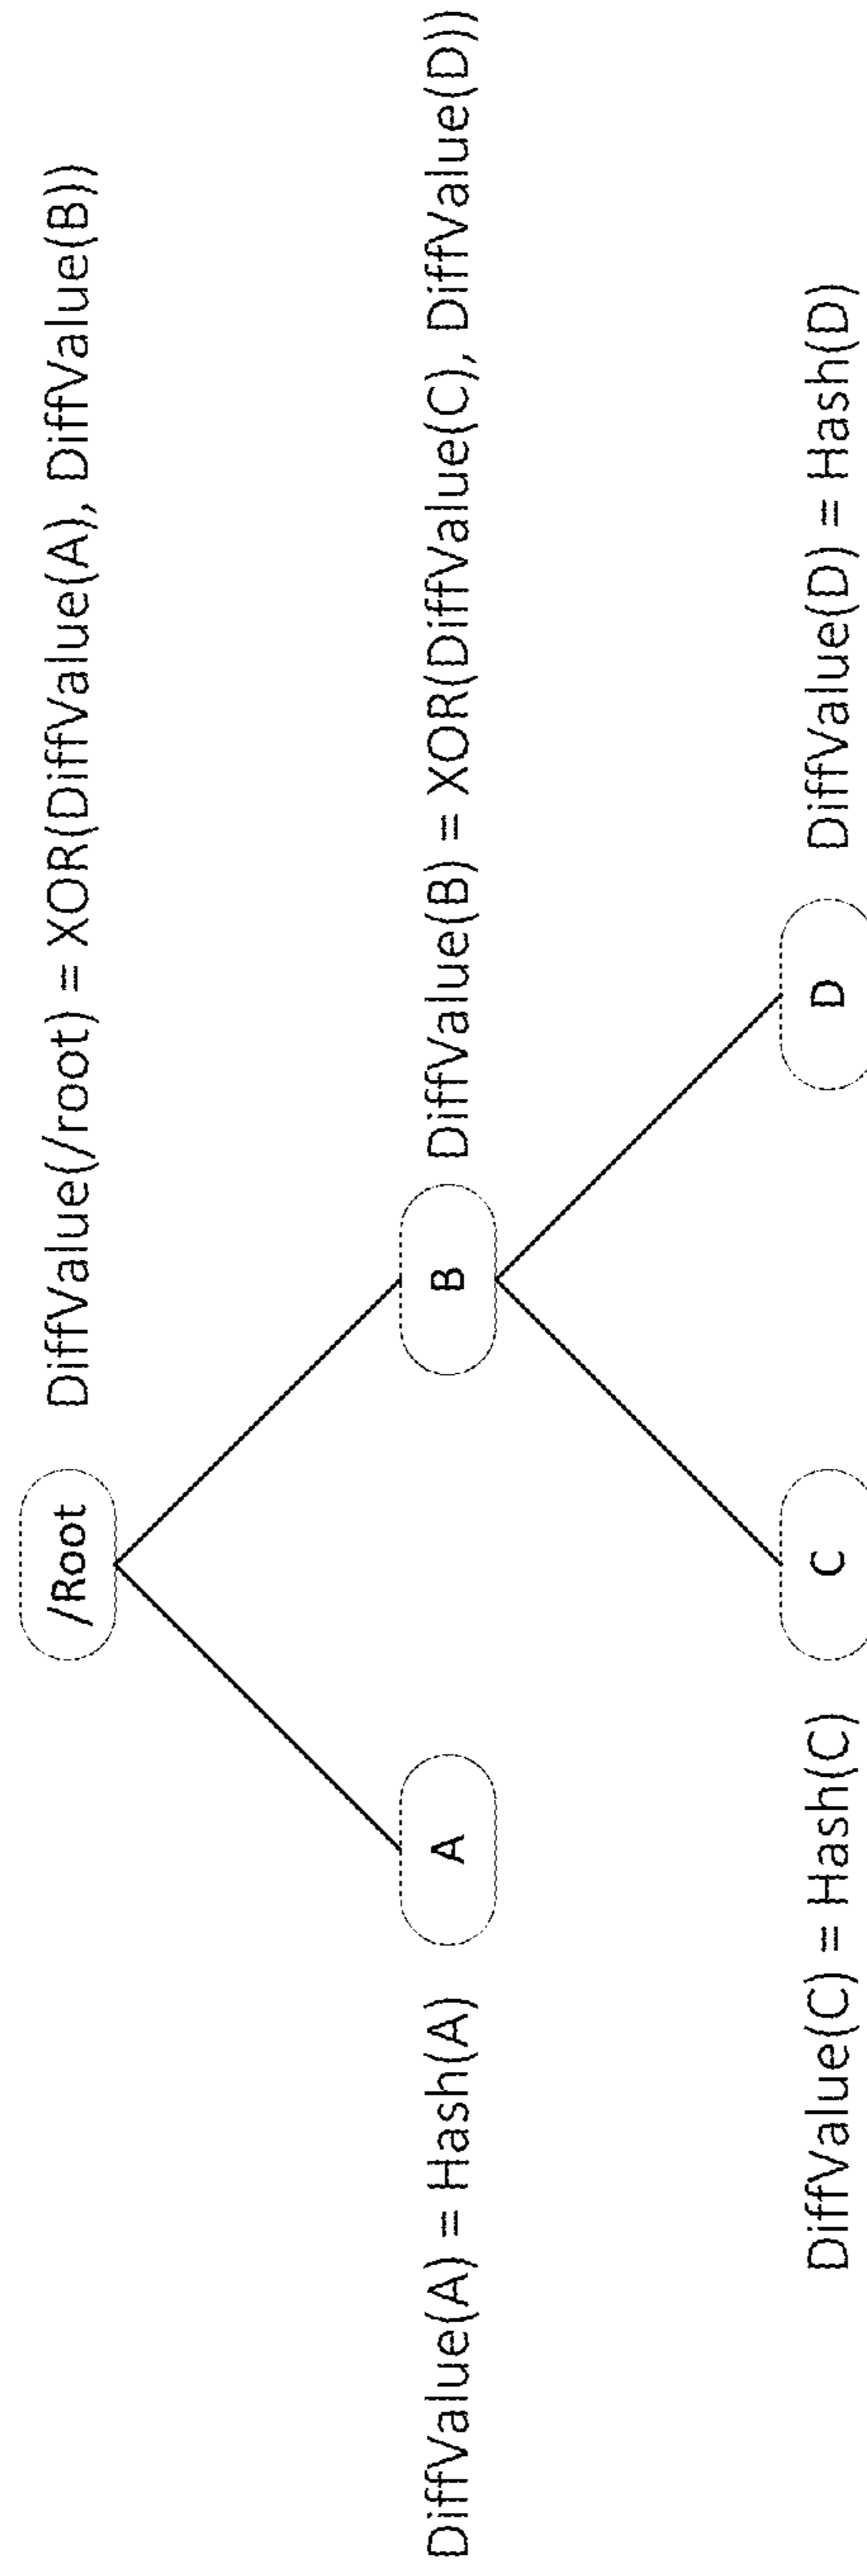 /Root DiffValue(/root) = XOR(DiffValue(A), DiffValue(B))
DiffValue(A) = Hash(A) A B DiffValue(B) = XOR(DiffValue(C), DiffValue(D))
DiffValue(C) = Hash(C) C D DiffValue(D) = Hash(D)